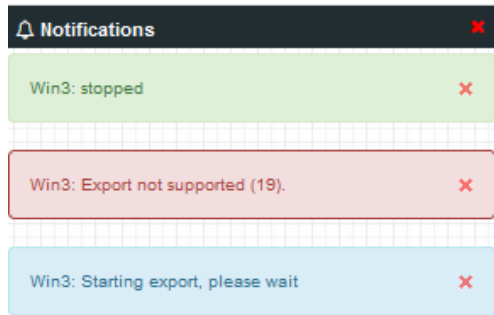 Notifications
Win3: stopped
Win3: Export not supported (19).
Win3: Starting export, please wait